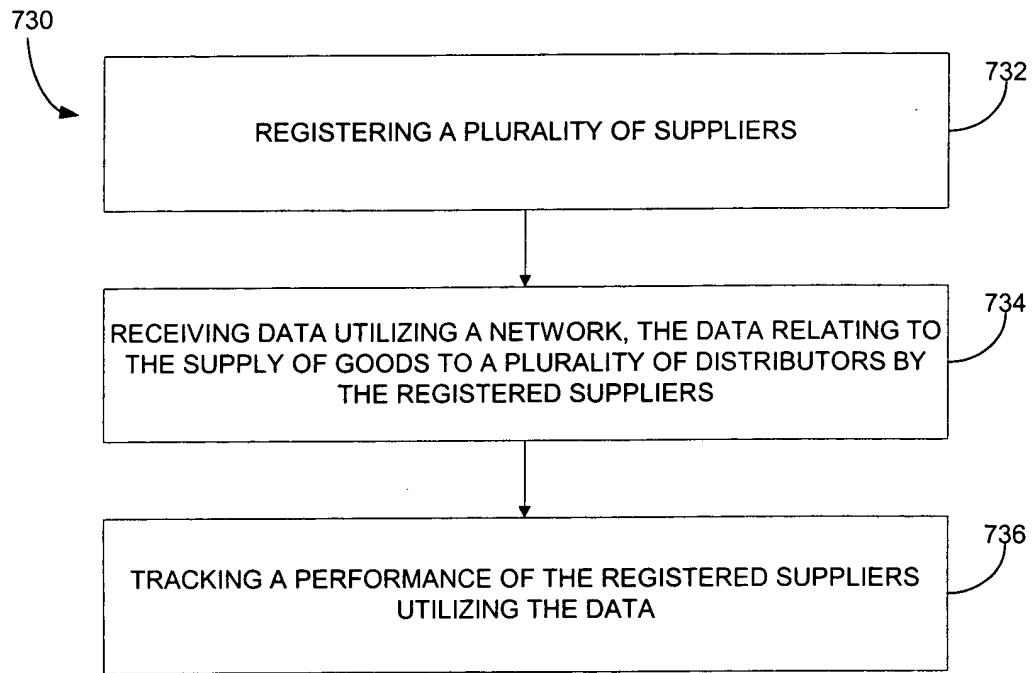 730
732
REGISTERING A PLURALITY OF SUPPLIERS
734
RECEIVING DATA UTILIZING A NETWORK, THE DATA RELATING TO
THE SUPPLY OF GOODS TO A PLURALITY OF DISTRIBUTORS BY
THE REGISTERED SUPPLIERS
736
TRACKING A PERFORMANCE OF THE REGISTERED SUPPLIERS
UTILIZING THE DATA